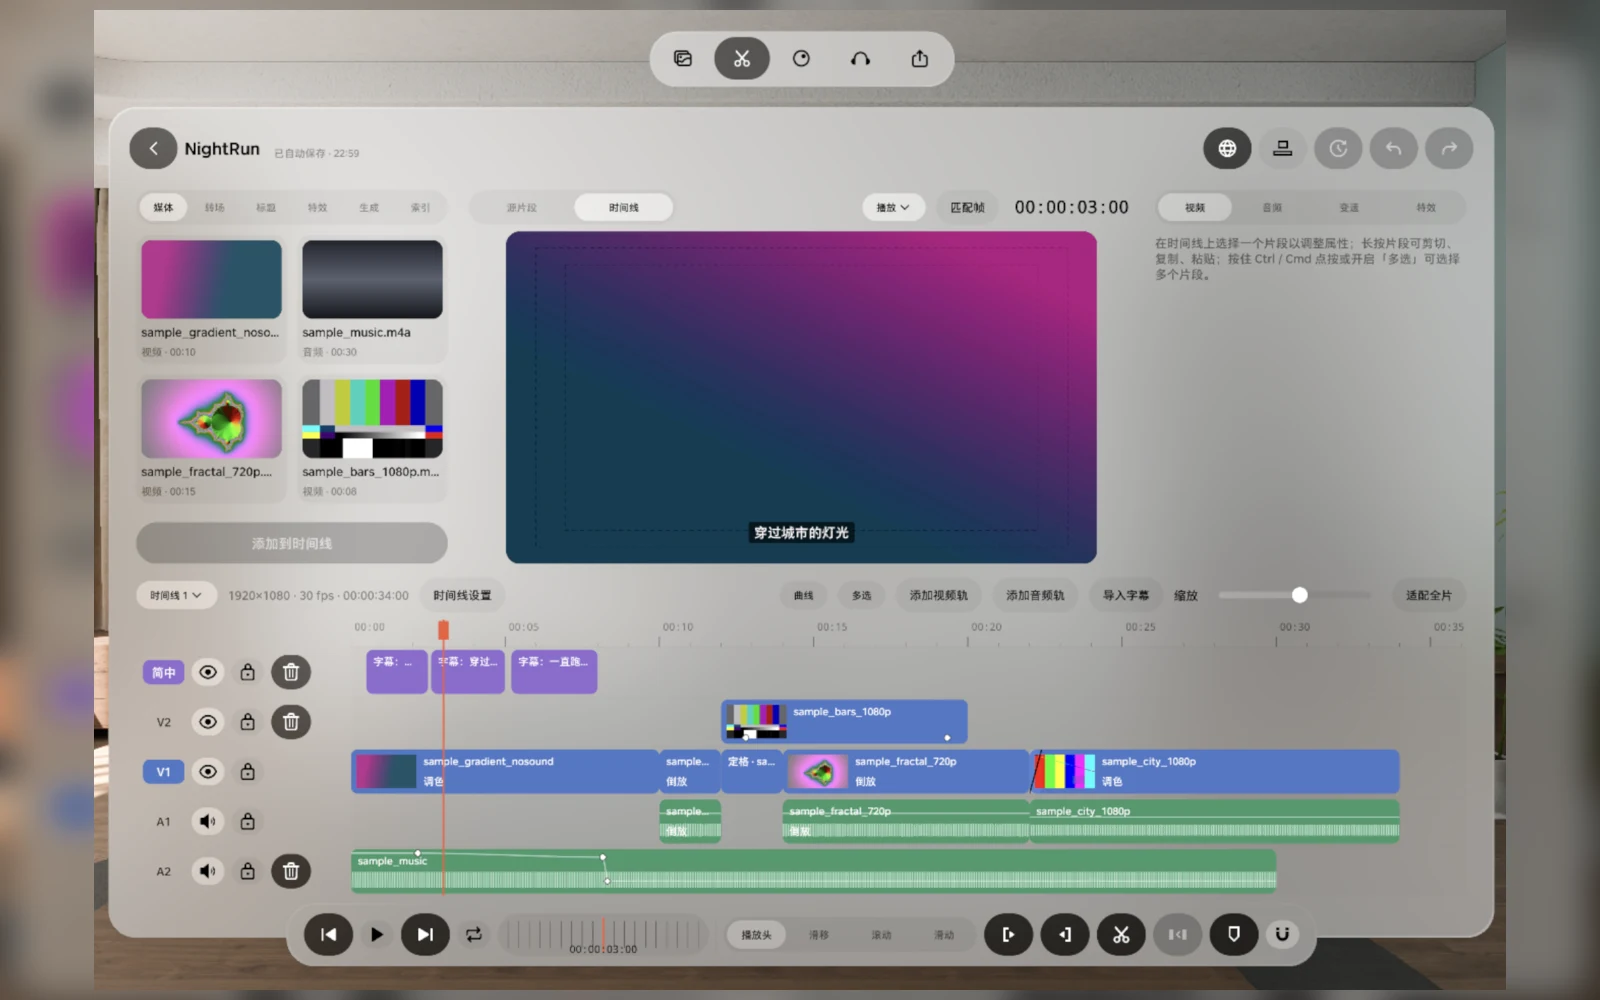 NightRun
已自动保存 · 22:59
媒体
转场
标题
特效
生成
索引
源片段
时间线
播放
匹配帧
00:00:03:00
视频
音频
变速
特效
sample_gradient_noso...
视频 · 00:10
sample_music.m4a
音频 · 00:30
sample_fractal_720p....
视频 · 00:15
sample_bars_1080p.m...
视频 · 00:08
添加到时间线
穿过城市的灯光
在时间线上选择一个片段以调整属性；长按片段可剪切、
复制、粘贴；按住 Ctrl / Cmd 点按或开启「多选」可选择
多个片段。
时间线 1
1920×1080 · 30 fps · 00:00:34:00
时间线设置
曲线
多选
添加视频轨
添加音频轨
导入字幕
缩放
适配全片
00:00
00:05
00:10
00:15
00:20
00:25
00:30
00:35
简中
字幕：...
字幕：穿过...
字幕：一直跑...
V2
sample_bars_1080p
V1
sample_gradient_nosound
调色
sample...
倒放
定格 · sa...
sample_fractal_720p
倒放
sample_city_1080p
调色
A1
sample...
倒放
sample_fractal_720p
倒放
sample_city_1080p
A2
sample_music
00:00:03:00
播放头
滑移
滚动
滑动